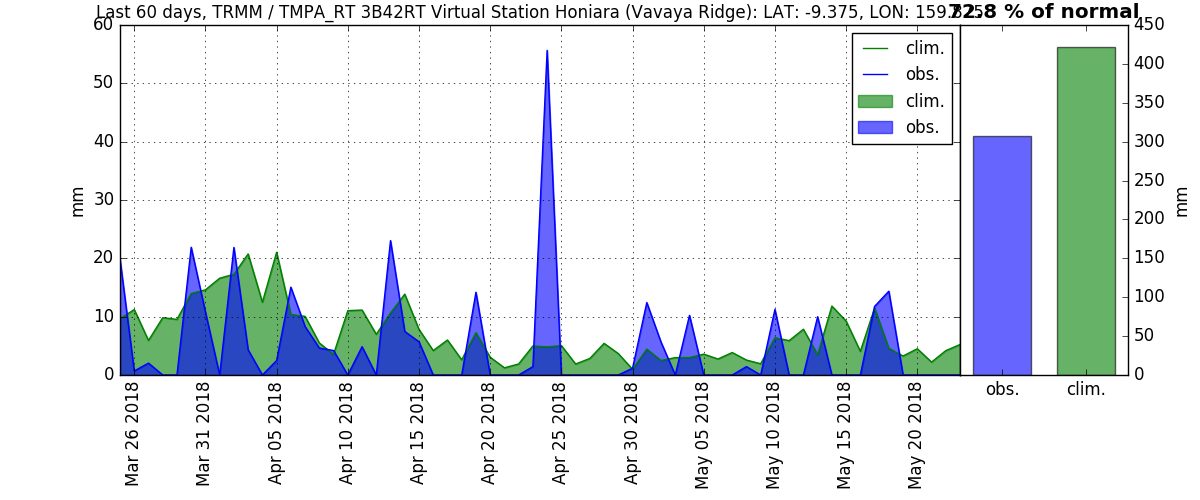 Last 60 days, TRMM / TMPA_RT 3B42RT Virtual Station Honiara (Vavaya Ridge): LAT: -9.375, LON:
72.8 % of normal
60
50
40
30
20
10
0
mm
clim.
obs.
clim.
obs.
450
400
350
300
250
200
150
100
50
0
mm
Mar 26 2018
Mar 31 2018
Apr 05 2018
Apr 10 2018
Apr 15 2018
Apr 20 2018
Apr 25 2018
Apr 30 2018
May 05 2018
May 10 2018
May 15 2018
May 20 2018
obs.
clim.